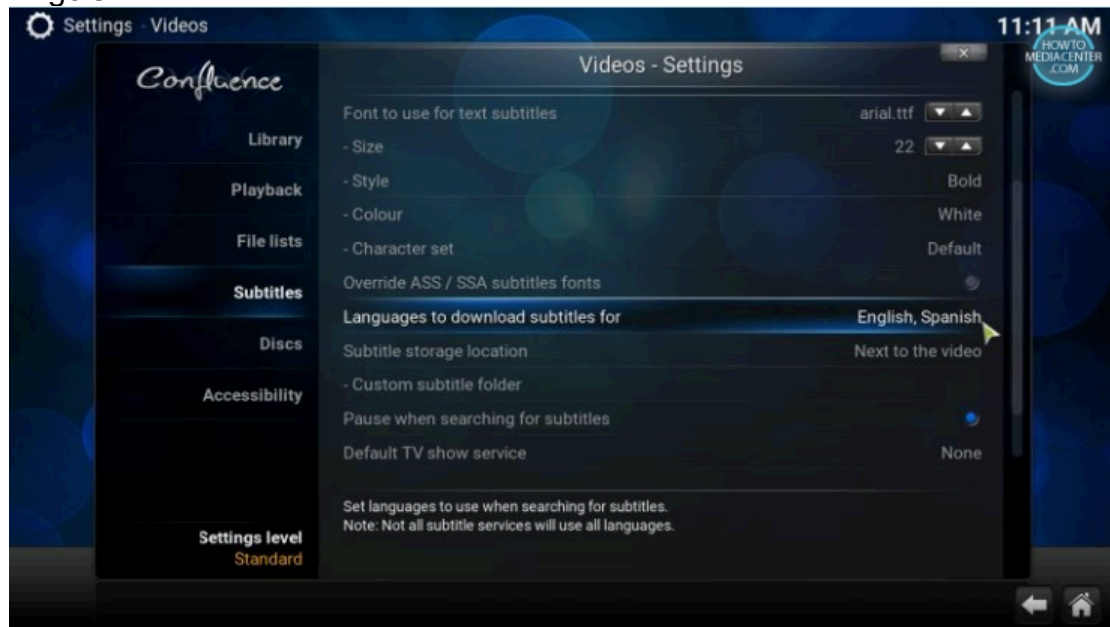 Settings - Videos
11:11 AM
HOWTO
MEDIACENTER
.COM
Confluence
Videos - Settings
Library
Playback
File lists
Subtitles
Discs
Accessibility
Settings level
Standard
Font to use for text subtitles arial.ttf
- Size 22
- Style Bold
- Colour White
- Character set Default
Override ASS / SSA subtitles fonts
Languages to download subtitles for English, Spanish
Subtitle storage location Next to the video
- Custom subtitle folder
Pause when searching for subtitles
Default TV show service None
Set languages to use when searching for subtitles.
Note: Not all subtitle services will use all languages.